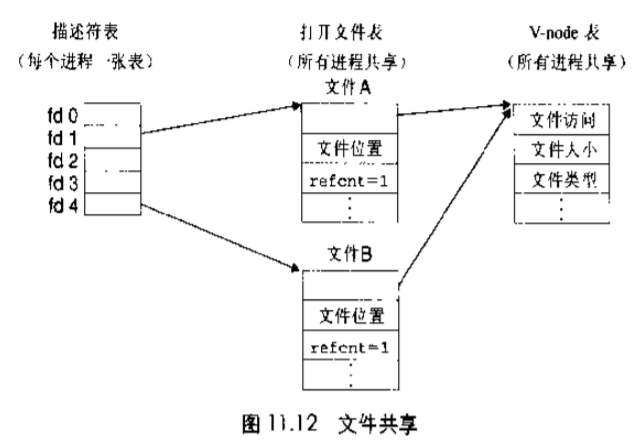 描述符表
（每个进程一张表）
打开文件表
（所有进程共享）
V-node 表
（所有进程共享）
文件A
fd 0
fd 1
fd 2
fd 3
fd 4
文件位置
refcnt=1
文件访问
文件大小
文件类型
文件B
文件位置
refcnt=1
图 11.12 文件共享